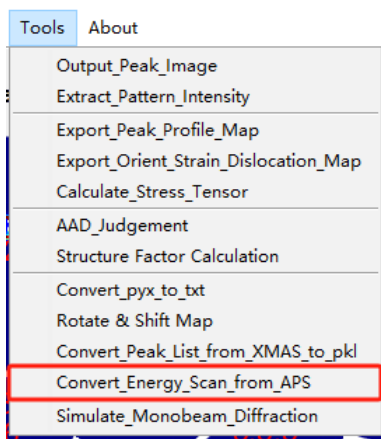 Tools About
Output_Peak_Image
Extract_Pattern_Intensity
Export_Peak_Profile_Map
Export_Orient_Strain_Dislocation_Map
Calculate_Stress_Tensor
AAD_Judgement
Structure Factor Calculation
Convert_pyx_to_txt
Rotate & Shift Map
Convert_Peak_List_from_XMAS_to_pkl
Convert_Energy_Scan_from_APS
Simulate_Monobeam_Diffraction